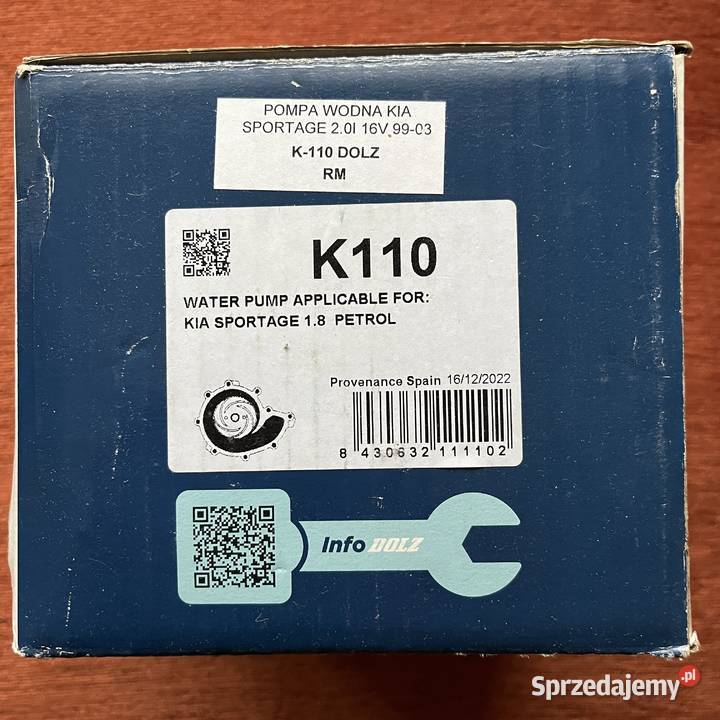 POMPA WODNA KIA
SPORTAGE 2.0I 16V 99-03
K-110 DOLZ
RM
K110
WATER PUMP APPLICABLE FOR:
KIA SPORTAGE 1.8 PETROL
Provenance Spain 16/12/2022
8 430632 111102
Info DOLZ
Sprzedajemy.pl